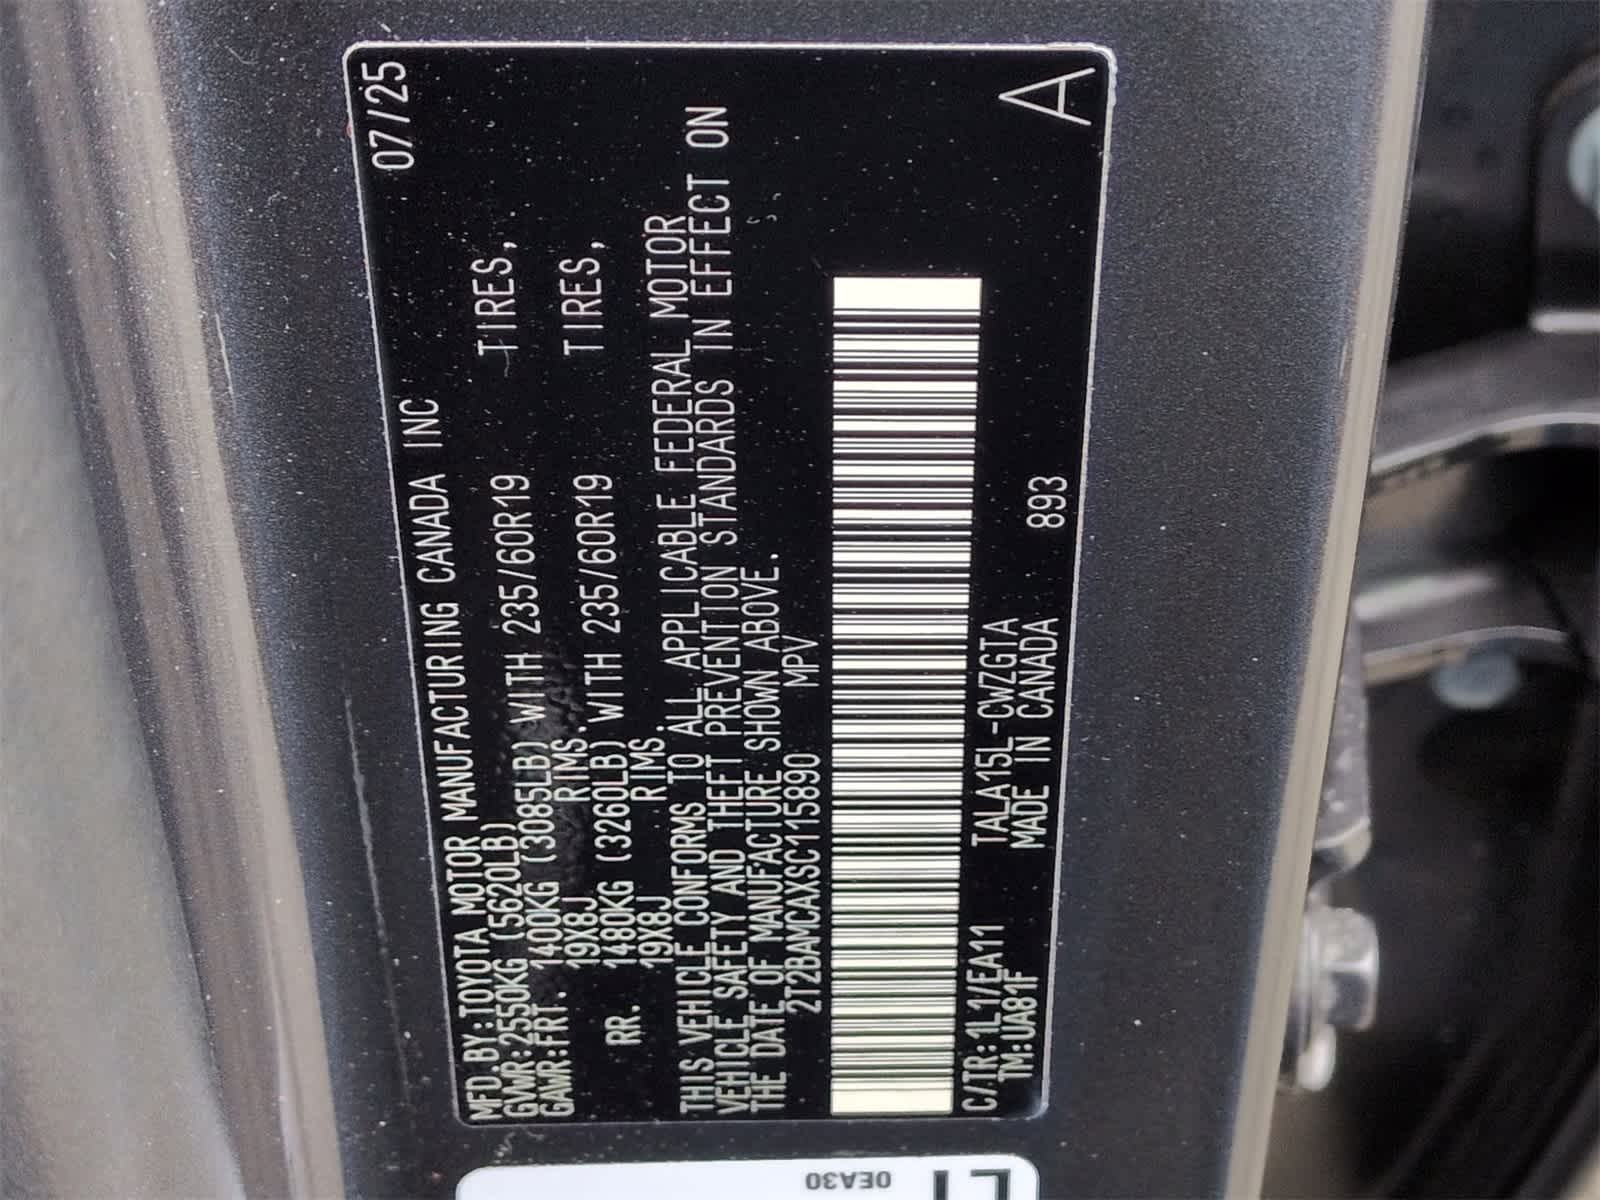 MFD.BY:TOYOTA MOTOR MANUFACTURING CANADA INC 07/25
GVWR:2550KG (5620LB)
GAWR:FRT. 1400KG (3085LB) WITH 235/60R19 TIRES,
19X8J RIMS.
RR. 1480KG (3260LB) WITH 235/60R19 TIRES,
19X8J RIMS.
THIS VEHICLE CONFORMS TO ALL APPLICABLE FEDERAL MOTOR
VEHICLE SAFETY AND THEFT PREVENTION STANDARDS IN EFFECT ON
THE DATE OF MANUFACTURE SHOWN ABOVE.
2T2BAMCAXSC115890 MPV
C/TR:1L1/EA11 TALA15L-CWZGTA
TM:UA81F MADE IN CANADA 893
A
0EA30